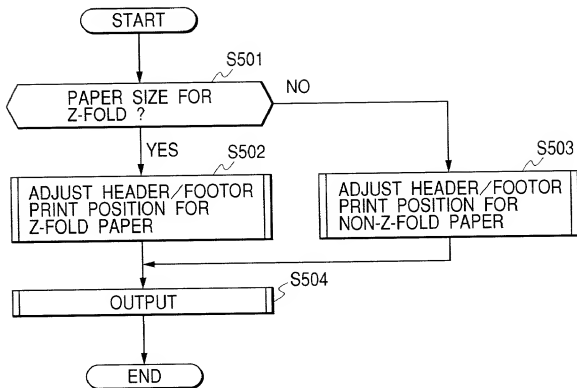 START
S501
PAPER SIZE FOR
Z-FOLD ?
NO
YES
S502
ADJUST HEADER/FOOTOR
PRINT POSITION FOR
Z-FOLD PAPER
S503
ADJUST HEADER/FOOTOR
PRINT POSITION FOR
NON-Z-FOLD PAPER
S504
OUTPUT
END